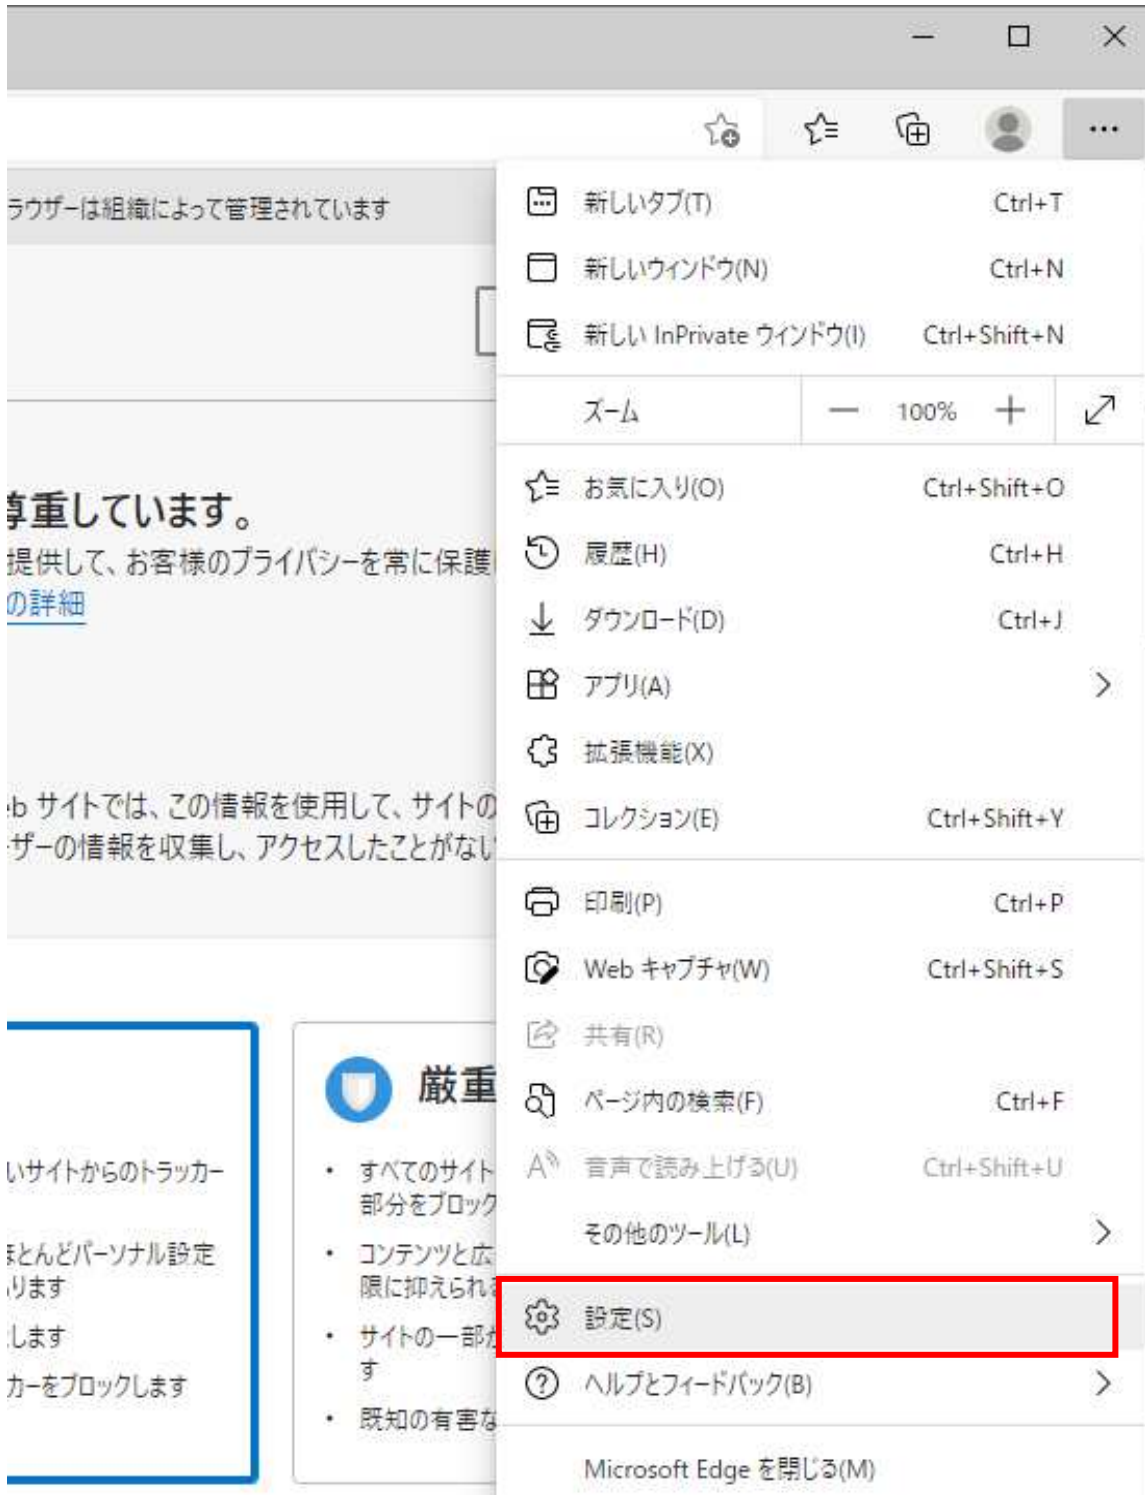 ラウザーは組織によって管理されています
尊重しています。
提供して、お客様のプライバシーを常に保護
の詳細
eb サイトでは、この情報を使用して、サイトの
ザーの情報を収集し、アクセスしたことがない
いサイトからのトラッカー
ほとんどパーソナル設定
ります
します
カーをブロックします
厳重
• すべてのサイト
部分をブロック
• コンテンツと広
限に抑えられる
• サイトの一部が
す
• 既知の有害な
新しいタブ(T) Ctrl+T
新しいウィンドウ(N) Ctrl+N
新しい InPrivate ウィンドウ(I) Ctrl+Shift+N
ズーム — 100% +
お気に入り(O) Ctrl+Shift+O
履歴(H) Ctrl+H
ダウンロード(D) Ctrl+J
アプリ(A)
拡張機能(X)
コレクション(E) Ctrl+Shift+Y
印刷(P) Ctrl+P
Web キャプチャ(W) Ctrl+Shift+S
共有(R)
ページ内の検索(F) Ctrl+F
音声で読み上げる(U) Ctrl+Shift+U
その他のツール(L)
設定(S)
ヘルプとフィードバック(B)
Microsoft Edge を閉じる(M)